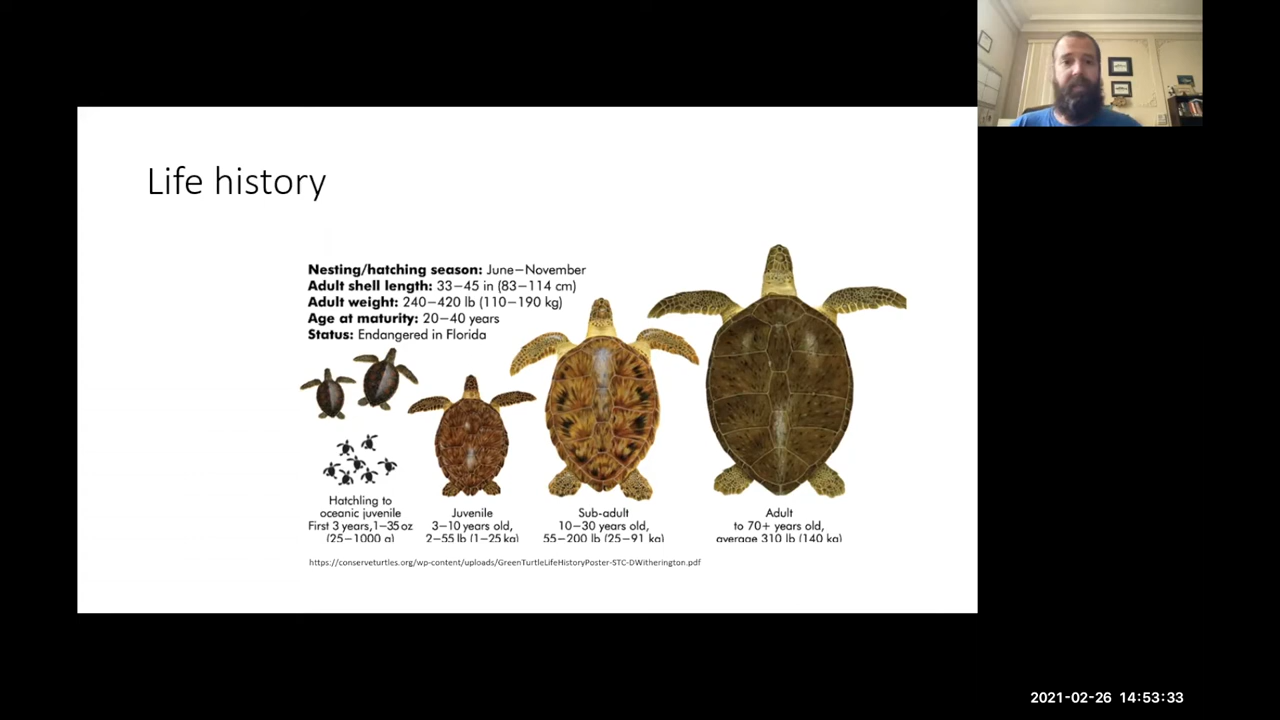 Life history
Nesting/hatching season: June–November
Adult shell length: 33–45 in (83–114 cm)
Adult weight: 240–420 lb (110–190 kg)
Age at maturity: 20–40 years
Status: Endangered in Florida
Hatchling to
oceanic juvenile
First 3 years,1–35oz
(25–1000 g)
Juvenile
3–10 years old,
2–55 lb (1–25kg)
Sub-adult
10–30 years old,
55–200 lb (25–91 kg)
Adult
to 70+ years old,
average 310 lb (140 kg)
https://conserveturtles.org/wp-content/uploads/GreenTurtleLifeHistoryPoster-STC-DWitherington.pdf
2021-02-26 14:53:33